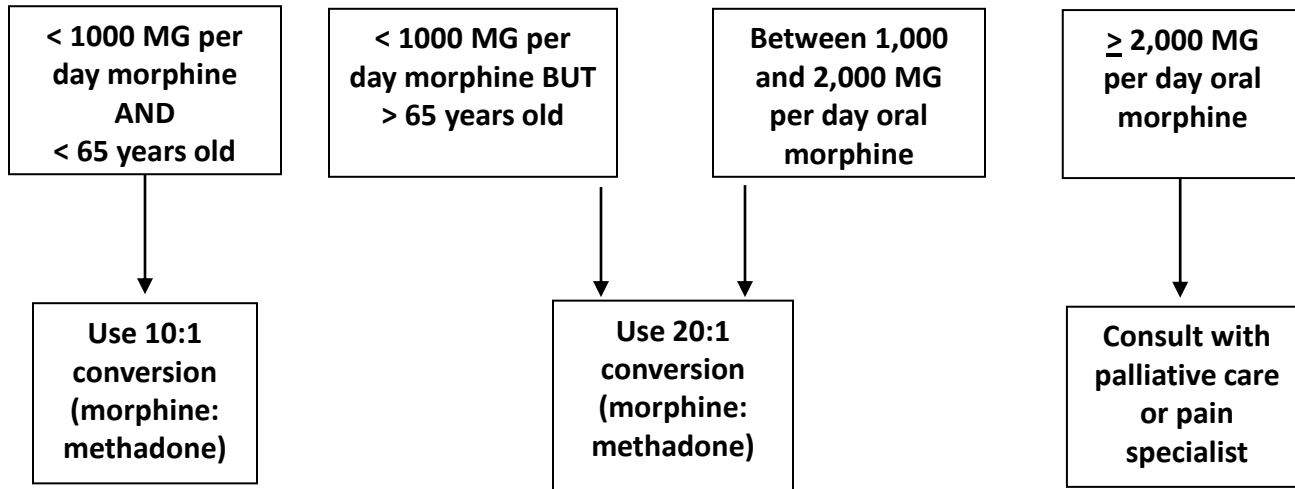 < 1000 MG per
day morphine
AND
< 65 years old
< 1000 MG per
day morphine BUT
> 65 years old
Between 1,000
and 2,000 MG
per day oral
morphine
≥ 2,000 MG
per day oral
morphine
Use 10:1
conversion
(morphine:
methadone)
Use 20:1
conversion
(morphine:
methadone)
Consult with
palliative care
or pain
specialist